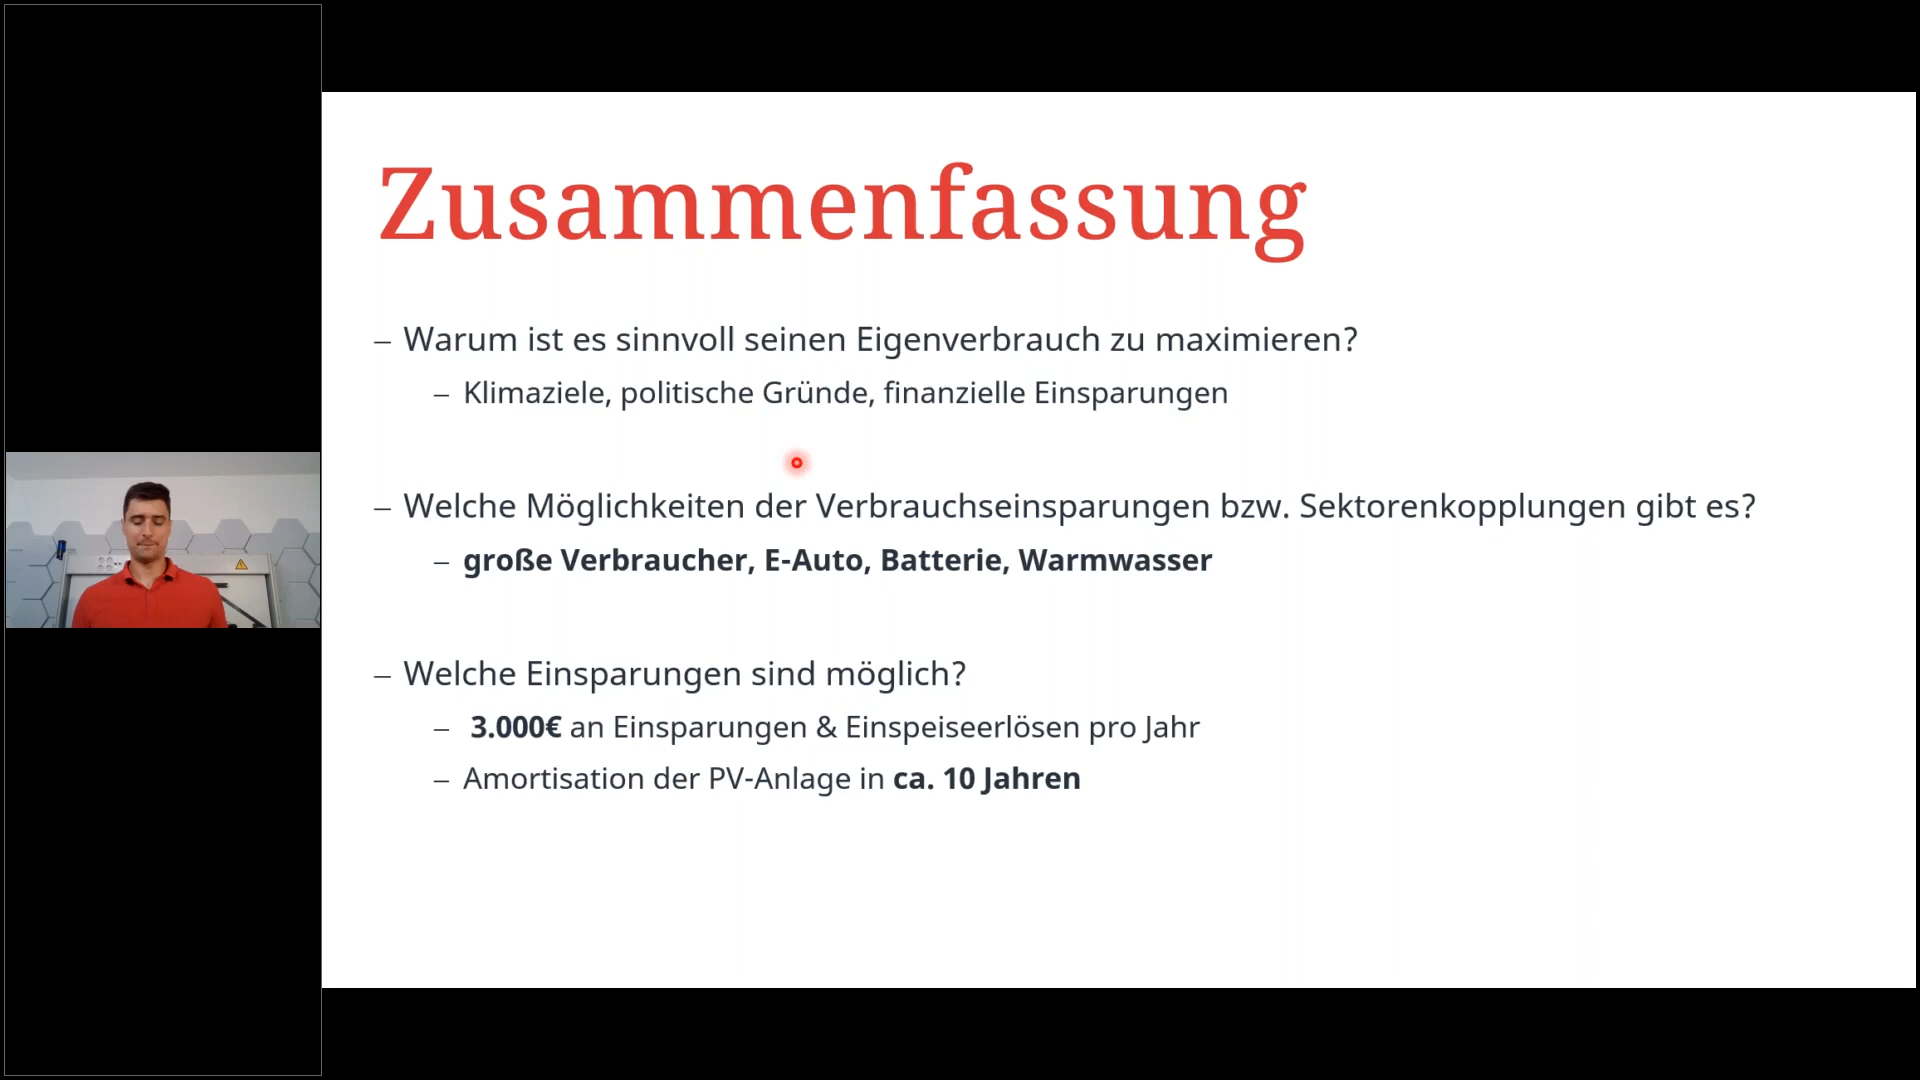 Zusammenfassung
– Warum ist es sinnvoll seinen Eigenverbrauch zu maximieren?
– Klimaziele, politische Gründe, finanzielle Einsparungen
– Welche Möglichkeiten der Verbrauchseinsparungen bzw. Sektorenkopplungen gibt es?
– große Verbraucher, E-Auto, Batterie, Warmwasser
– Welche Einsparungen sind möglich?
– 3.000€ an Einsparungen & Einspeiseerlösen pro Jahr
– Amortisation der PV-Anlage in ca. 10 Jahren